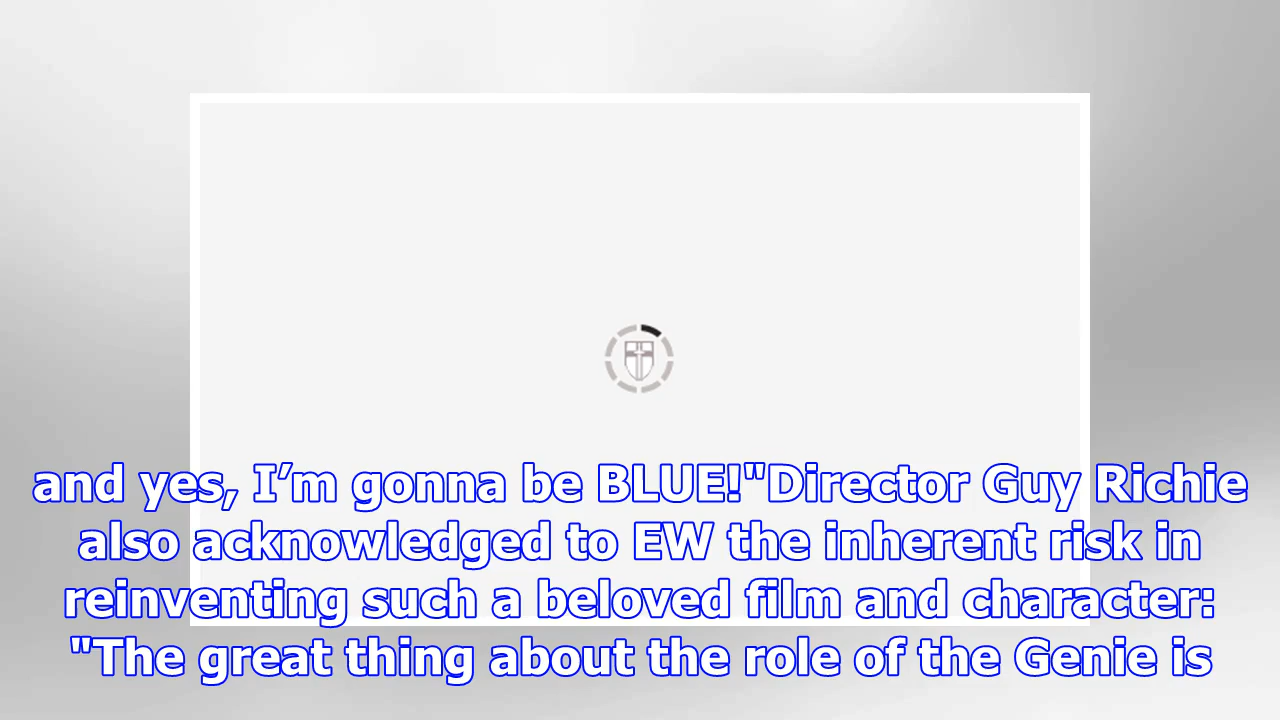 and yes, I’m gonna be BLUE!"Director Guy Richie
also acknowledged to EW the inherent risk in
reinventing such a beloved film and character:
"The great thing about the role of the Genie is